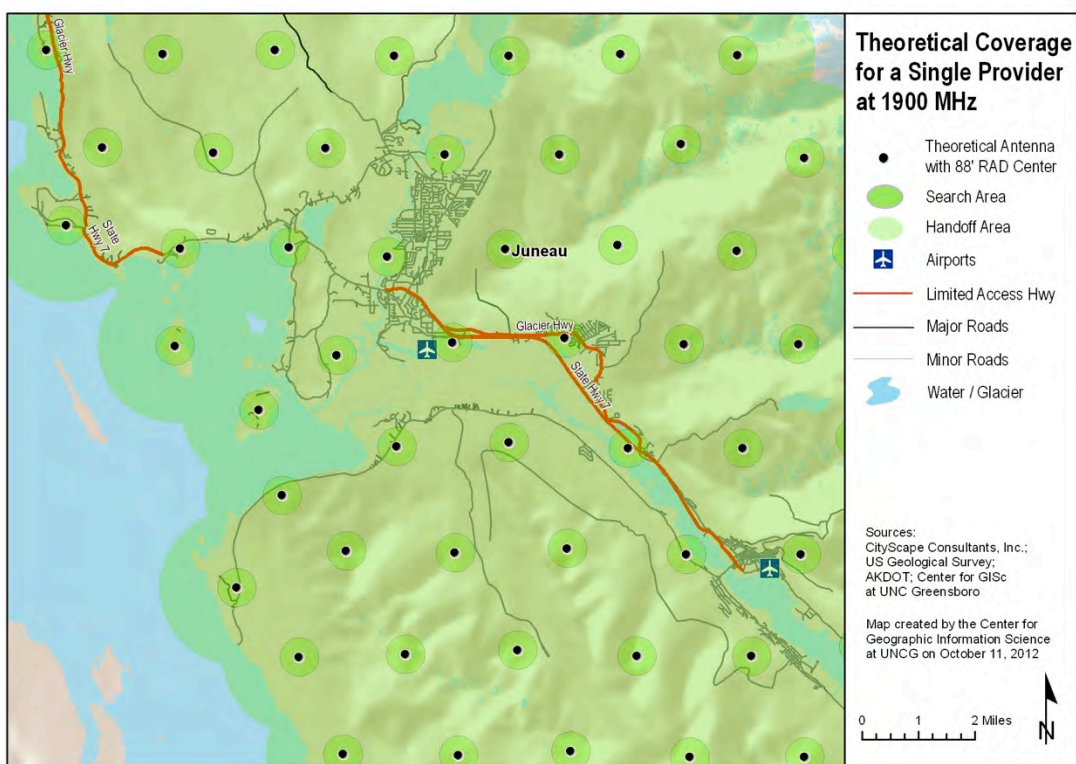 Glacier Hwy
State
Hwy 7
Juneau
Glacier Hwy
State Hwy 7
Theoretical Coverage
for a Single Provider
at 1900 MHz
Theoretical Antenna
with 88' RAD Center
Search Area
Handoff Area
Airports
Limited Access Hwy
Major Roads
Minor Roads
Water / Glacier
Sources:
CityScape Consultants, Inc.;
US Geological Survey;
AKDOT; Center for GISc
at UNC Greensboro
Map created by the Center for
Geographic Information Science
at UNCG on October 11, 2012
0 1 2 Miles
N